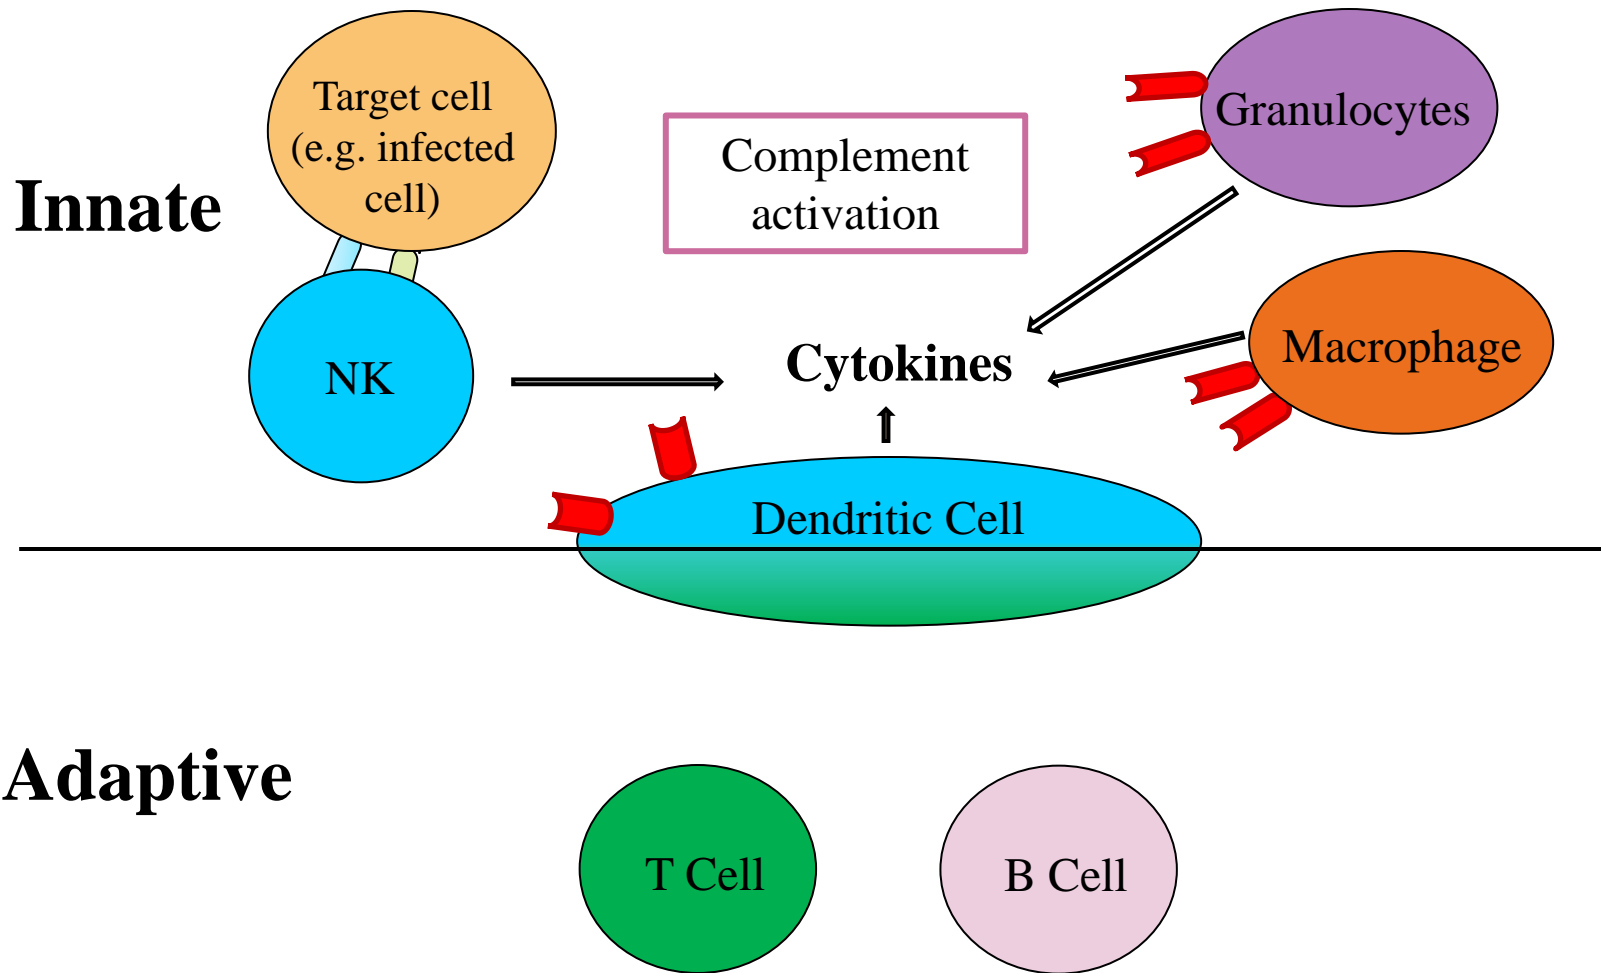 Target cell
(e.g. infected
cell)
Granulocytes
Complement
activation
Innate
Macrophage
Cytokines
NK
Dendritic Cell
Adaptive
T Cell
B Cell